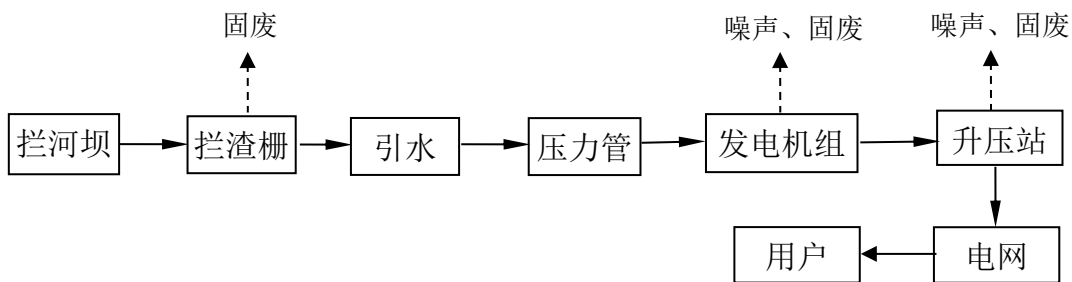 固废
噪声、固废
噪声、固废
拦河坝
拦渣栅
引水
压力管
发电机组
升压站
用户
电网